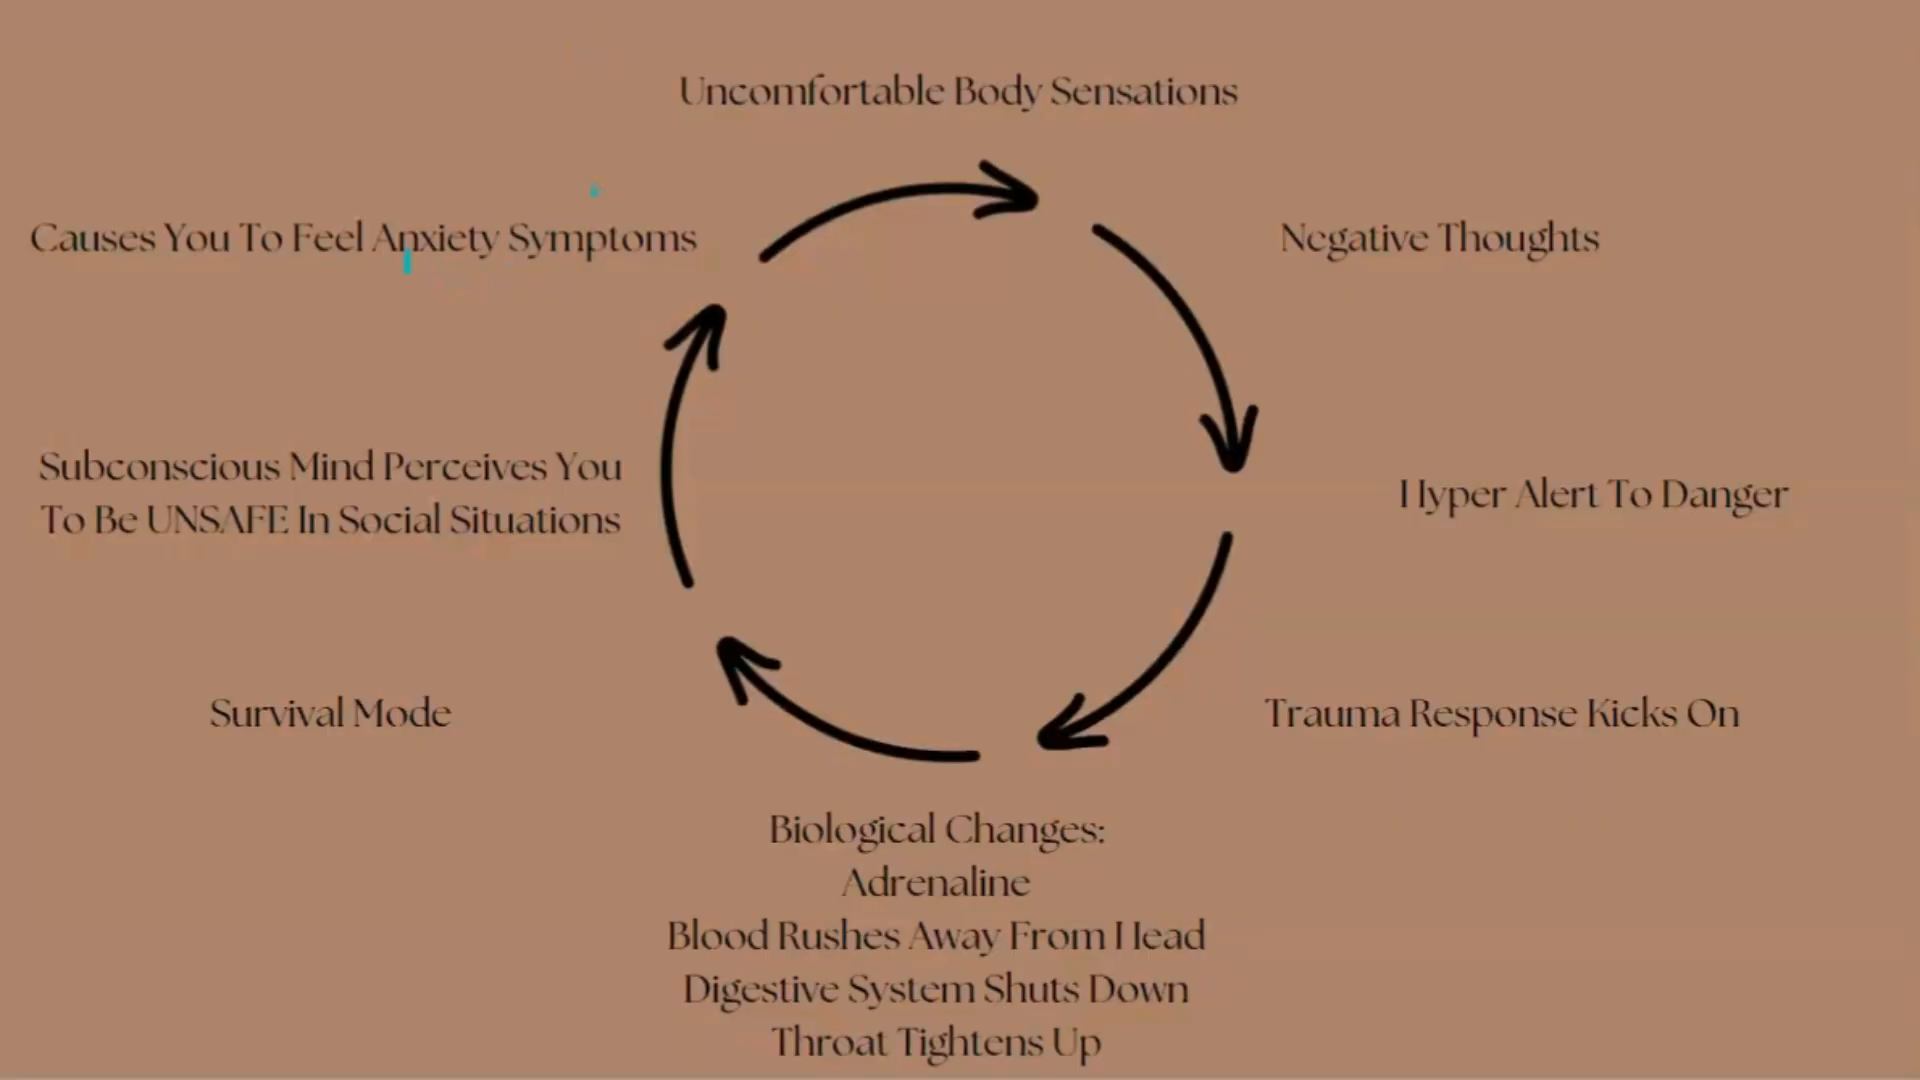 Uncomfortable Body Sensations
Negative Thoughts
Hyper Alert To Danger
Trauma Response Kicks On
Biological Changes:
Adrenaline
Blood Rushes Away From Head
Digestive System Shuts Down
Throat Tightens Up
Survival Mode
Subconscious Mind Perceives You
To Be UNSAFE In Social Situations
Causes You To Feel Anxiety Symptoms